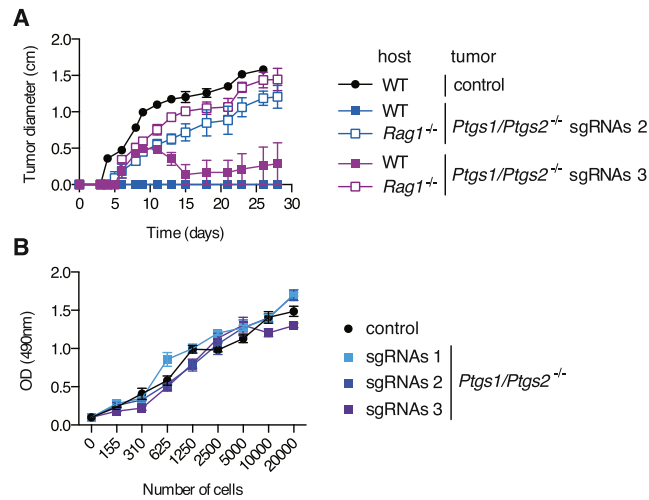 A
Tumor diameter (cm)
2.0
1.5
1.0
0.5
0.0
0 5 10 15 20 25 30
Time (days)
host tumor
WT control
WT
Rag1-/-
Ptgs1/Ptgs2-/- sgRNAs 2
WT
Rag1-/-
Ptgs1/Ptgs2-/- sgRNAs 3
B
OD (490nm)
2.0
1.5
1.0
0.5
0.0
0 155 310 625 1250 2500 5000 10000 20000
Number of cells
control
sgRNAs 1
sgRNAs 2
sgRNAs 3
Ptgs1/Ptgs2-/-